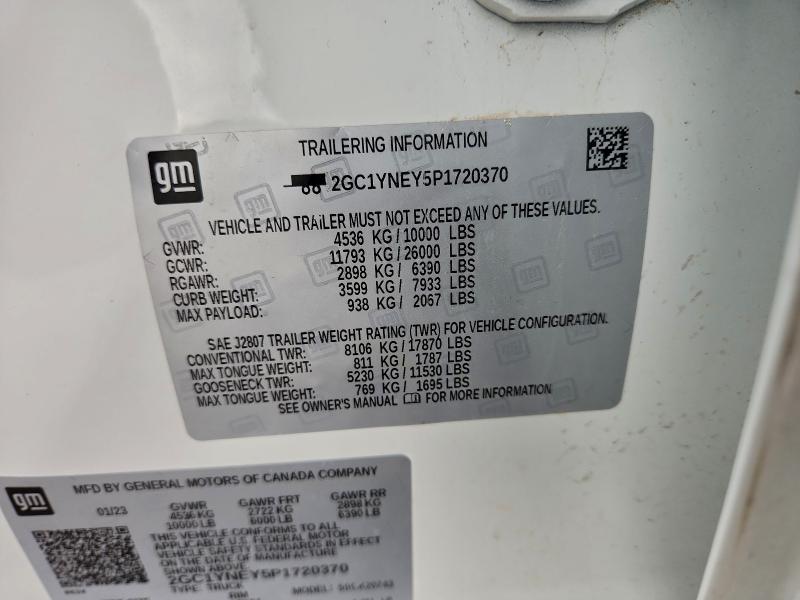 TRAILERING INFORMATION
gm
2GC1YNEY5P1720370
VEHICLE AND TRAILER MUST NOT EXCEED ANY OF THESE VALUES.
GVWR: 4536 KG / 10000 LBS
GCWR: 11793 KG / 26000 LBS
RGAWR: 2898 KG / 6390 LBS
CURB WEIGHT: 3599 KG / 7933 LBS
MAX PAYLOAD: 938 KG / 2067 LBS
SAE J2807 TRAILER WEIGHT RATING (TWR) FOR VEHICLE CONFIGURATION.
CONVENTIONAL TWR: 8106 KG / 17870 LBS
MAX TONGUE WEIGHT: 811 KG / 1787 LBS
GOOSENECK TWR: 5230 KG / 11530 LBS
MAX TONGUE WEIGHT: 769 KG / 1695 LBS
SEE OWNER'S MANUAL FOR MORE INFORMATION
MFD BY GENERAL MOTORS OF CANADA COMPANY
gm
01/23 GVWR GAWR FRT GAWR RR
4536 KG 2722 KG 2898 KG
10000 LB 6000 LB 6390 LB
THIS VEHICLE CONFORMS TO ALL
APPLICABLE U.S. FEDERAL MOTOR
VEHICLE SAFETY STANDARDS IN EFFECT
ON THE DATE OF MANUFACTURE SHOWN ABOVE.
2GC1YNEY5P1720370
TYPE: TRUCK MODEL:
RIM